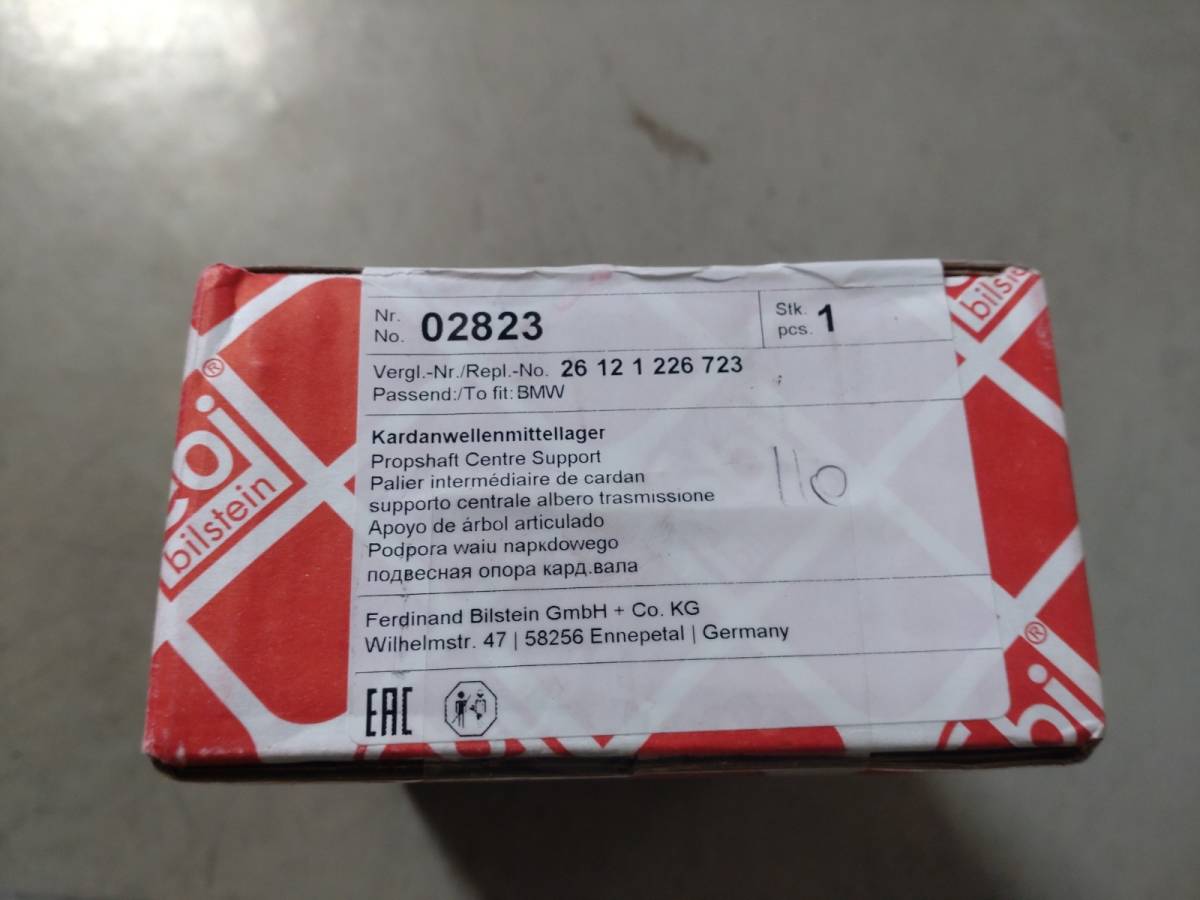 Nr.
No. 02823
Stk.
pcs. 1
Vergl.-Nr./Repl.-No. 26 12 1 226 723
Passend:/To fit: BMW
Kardanwellenmittellager
Propshaft Centre Support
Palier intermédiaire de cardan
supporto centrale albero trasmissione
Apoyo de árbol articulado
Podpora waiu napкdowego
подвесная опора кард.вала
110
Ferdinand Bilstein GmbH + Co. KG
Wilhelmstr. 47 | 58256 Ennepetal | Germany
EAC
bilstein
bilstein
®
®